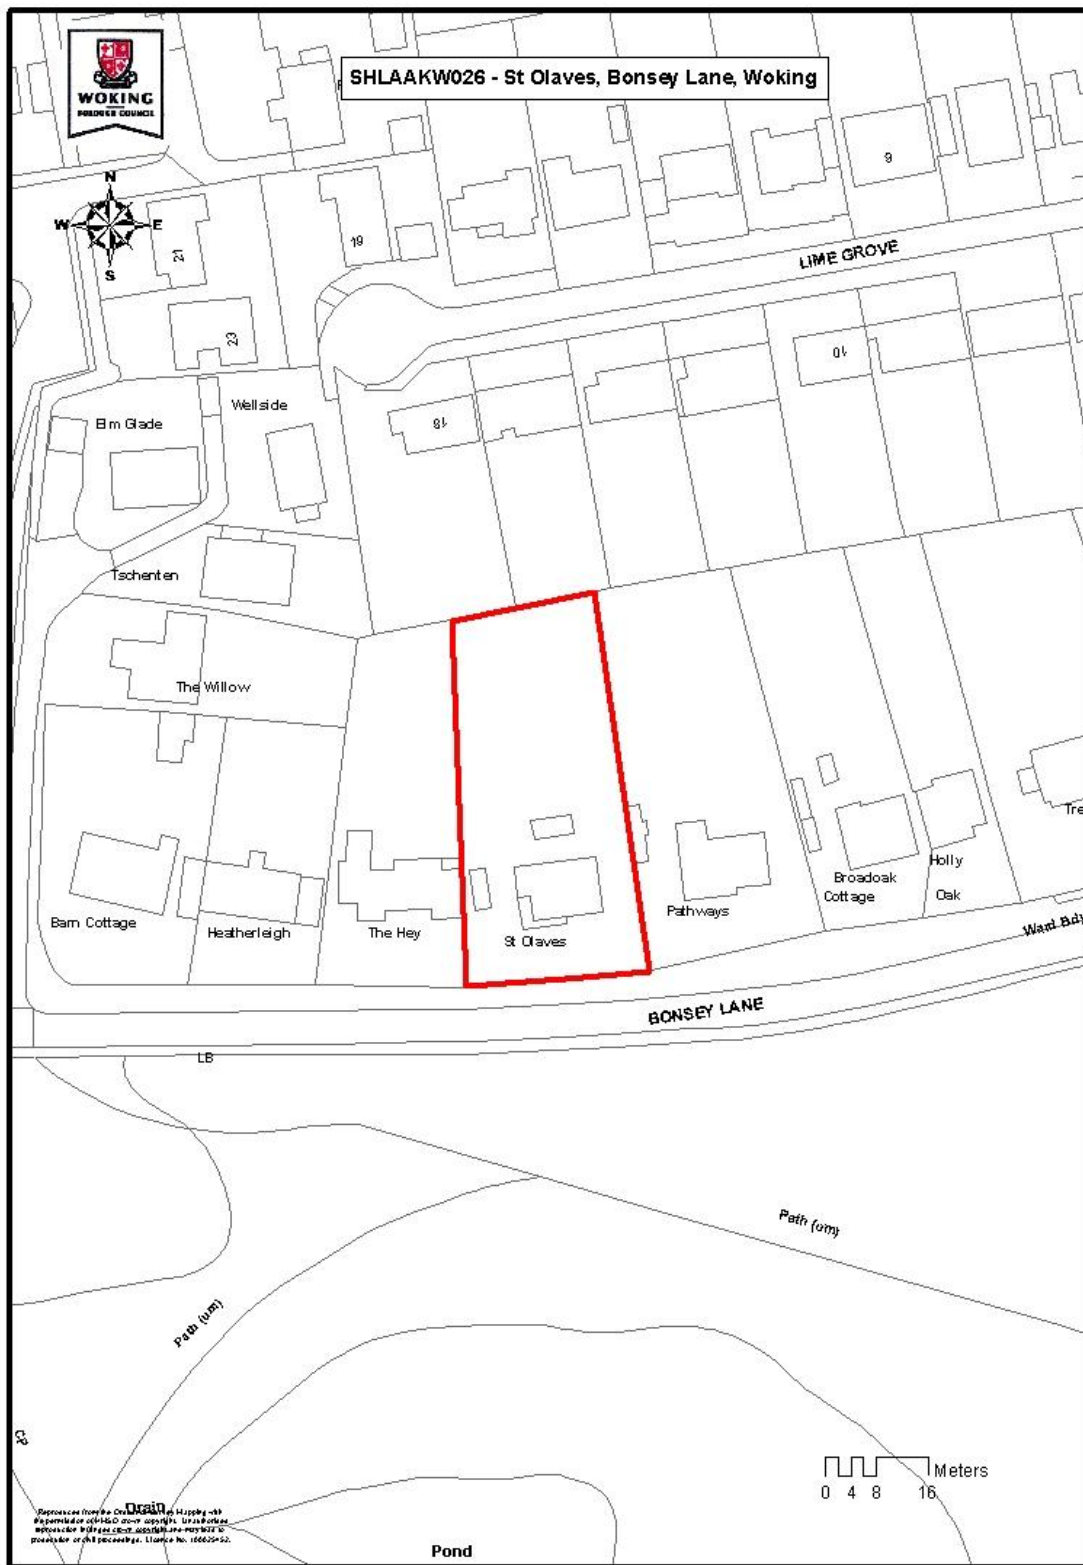 SHLAAKW026 - St Olaves, Bonsey Lane, Woking
WOKING
BOROUGH COUNCIL
N
W E
S
9
21
19
LIME GROVE
23
10
Wellside
Elm Glade
18
Tschenten
The Willow
Tre
Holly
Broadoak
Cottage
Oak
Pathways
Barn Cottage
Heatherleigh
The Hey
St Olaves
Ward Bdy
BONSEY LANE
LB
Path (um)
Path (um)
CP
Meters
0 4 8 16
Drain
Pond